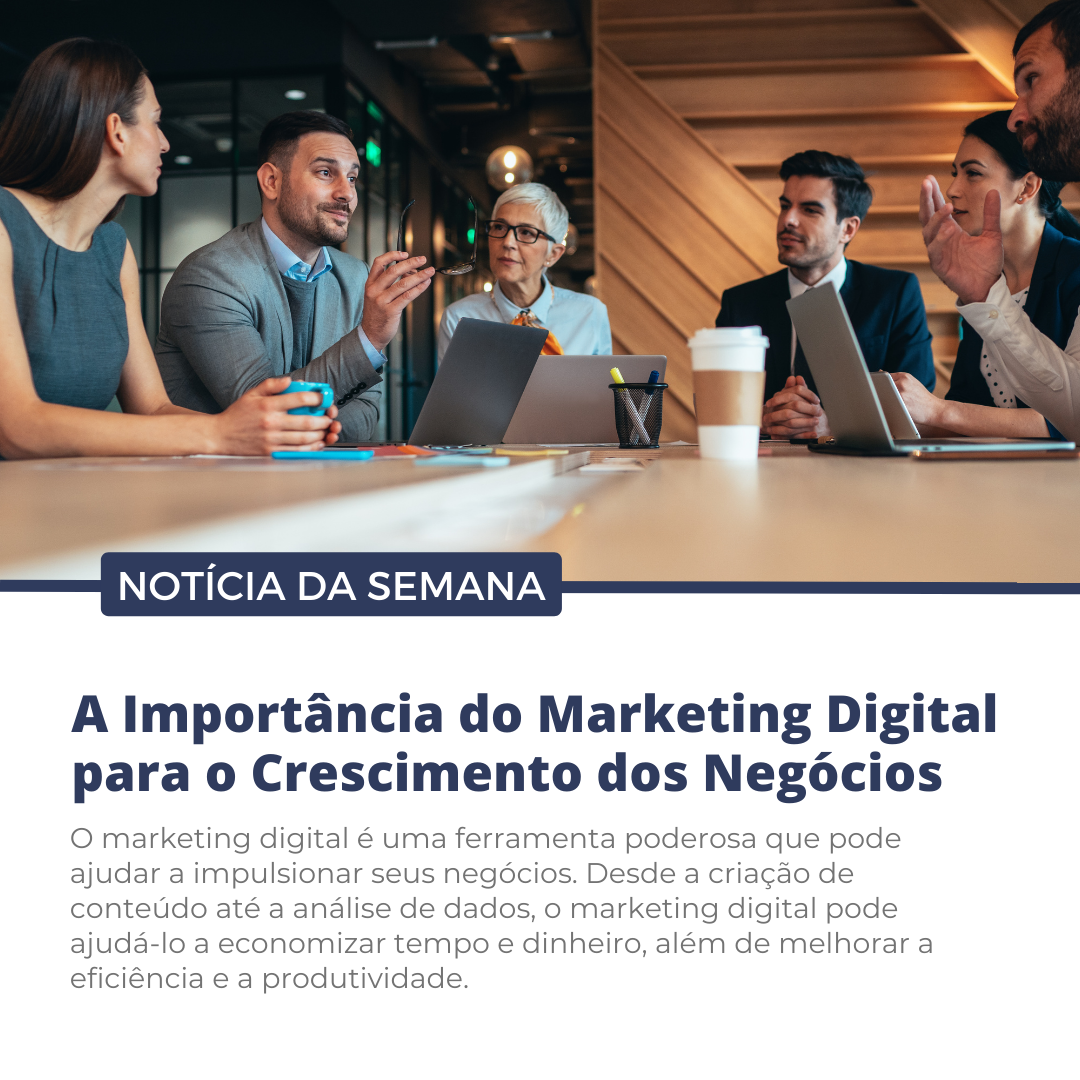 NOTÍCIA DA SEMANA
A Importância do Marketing Digital
para o Crescimento dos Negócios
O marketing digital é uma ferramenta poderosa que pode
ajudar a impulsionar seus negócios. Desde a criação de
conteúdo até a análise de dados, o marketing digital pode
ajudá-lo a economizar tempo e dinheiro, além de melhorar a
eficiência e a produtividade.